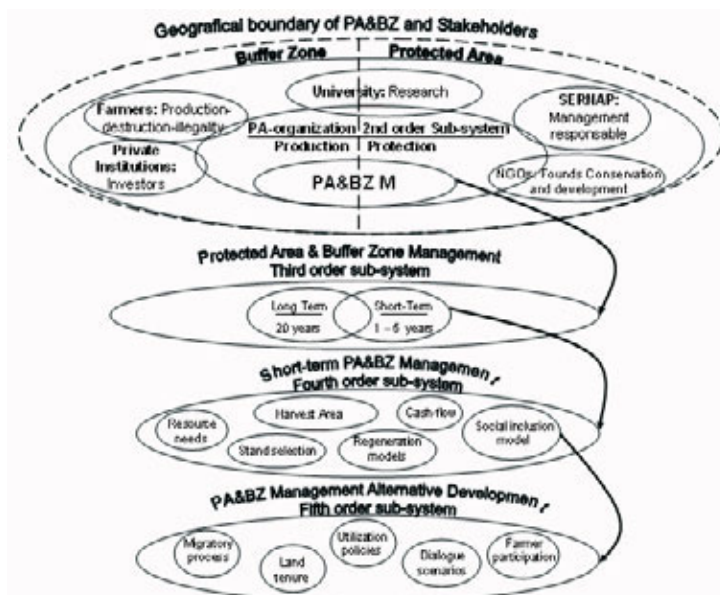 Geografical boundary of PA&BZ and Stakeholders
Buffer Zone
Protected Area
University: Research
Farmers: Production-
destruction-illegality
SERNAP:
Management
responsable
PA-organization
2nd order Sub-system
Production
Protection
Private
Institutions:
Investors
PA&BZ M
NGOs: Founds Conservation
and development
Protected Area & Buffer Zone Management
Third order sub-system
Long Term
20 years
Short-Term
1 – 5 years
Short-term PA&BZ Management
Fourth order sub-system
Resource
needs
Harvest Area
Cash-flow
Social inclusion
model
Stand selection
Regeneration
models
PA&BZ Management Alternative Development
Fifth order sub-system
Migratory
process
Land
tenure
Utilization
policies
Dialogue
scenarios
Farmer
participation